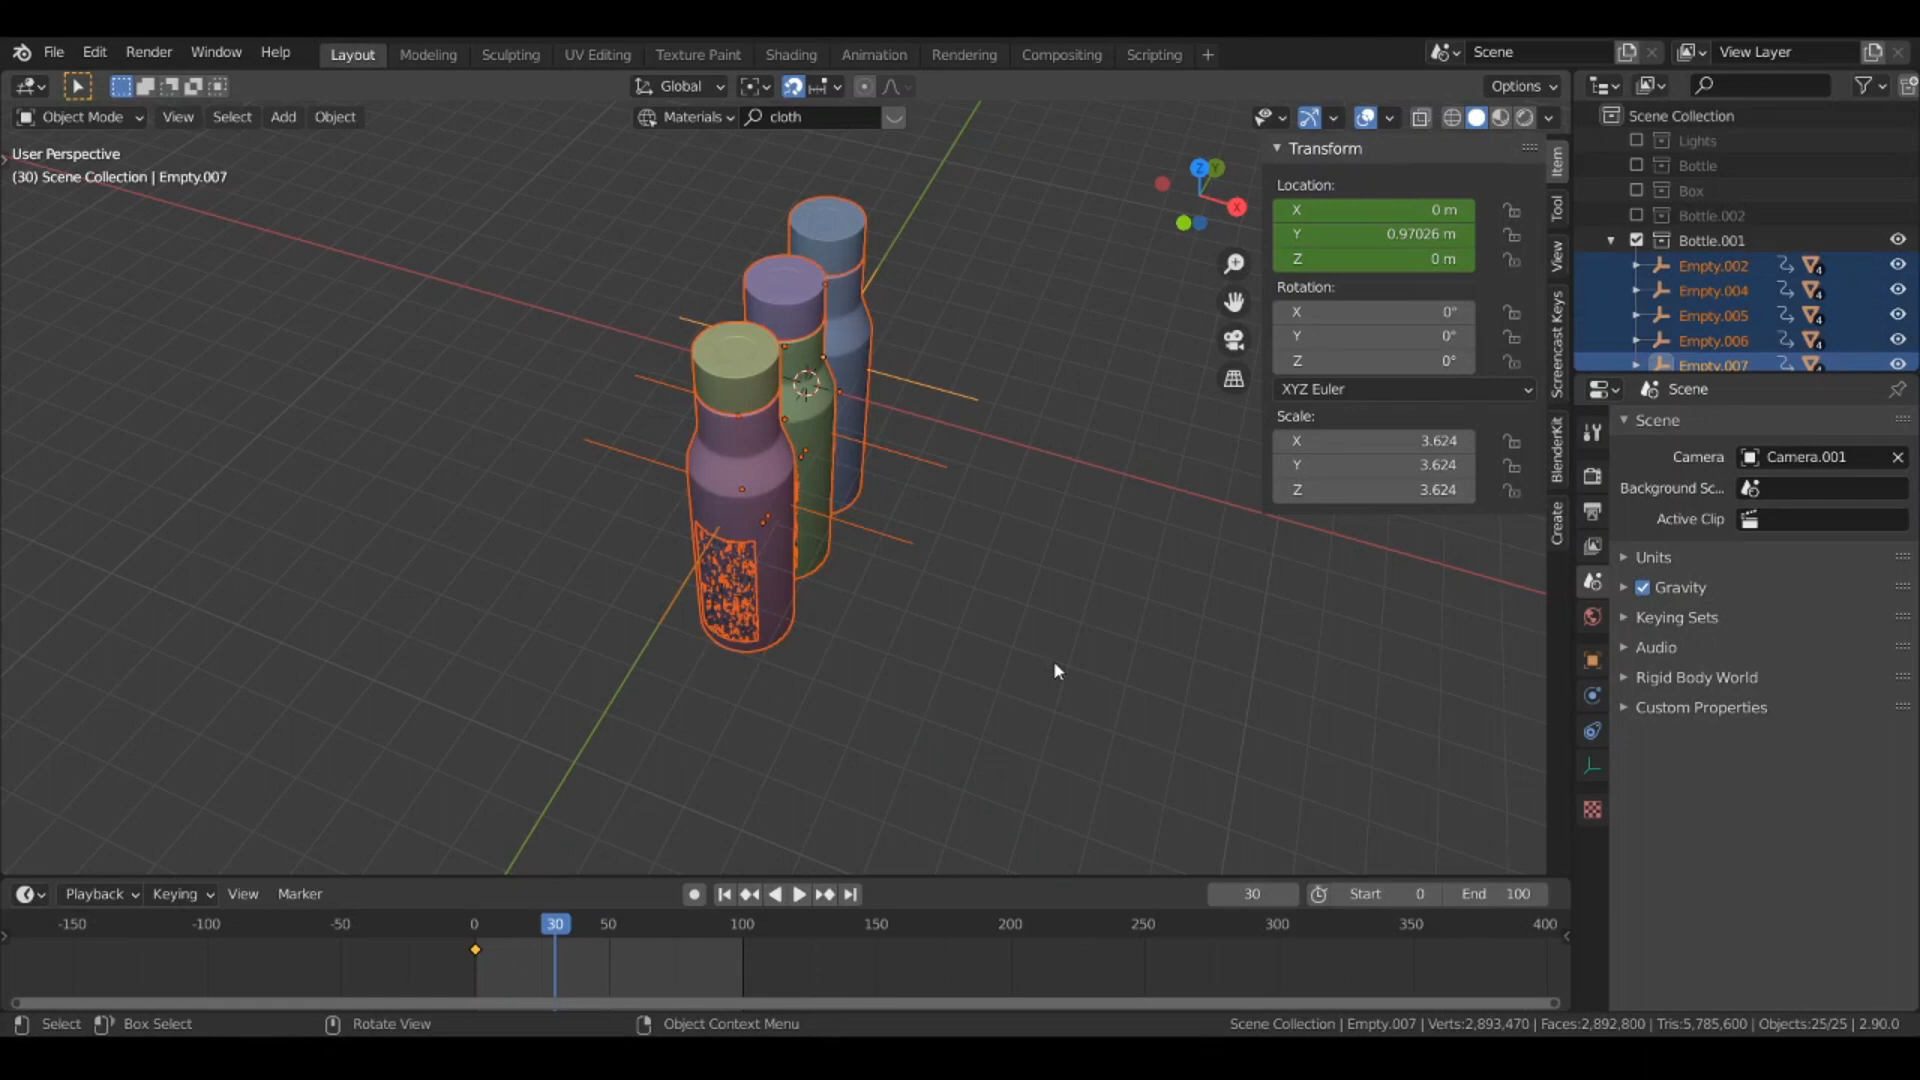 File Edit Render Window Help Layout Modeling Sculpting UV Editing Texture Paint Shading Animation Rendering Compositing Scripting + Scene View Layer
Global Options
Object Mode View Select Add Object Materials cloth
User Perspective
(30) Scene Collection | Empty.007
Z Y X
Transform
Location:
X 0 m
Y 0.97026 m
Z 0 m
Rotation:
X 0°
Y 0°
Z 0°
XYZ Euler
Scale:
X 3.624
Y 3.624
Z 3.624
Item
Tool
View
Screencast Keys
BlenderKit
Create
Scene Collection
Lights
Bottle
Box
Bottle.002
Bottle.001
Empty.002 4
Empty.004 4
Empty.005 4
Empty.006 4
Empty.007 4
Scene
Scene
Camera Camera.001
Background Sc...
Active Clip
Units
Gravity
Keying Sets
Audio
Rigid Body World
Custom Properties
Playback Keying View Marker 30 Start 0 End 100
-150 -100 -50 0 30 50 100 150 200 250 300 350 400
Select Box Select Rotate View Object Context Menu Scene Collection | Empty.007 | Verts:2,893,470 | Faces:2,892,800 | Tris:5,785,600 | Objects:25/25 | 2.90.0